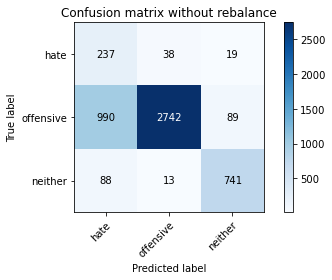 Confusion matrix without rebalance
hate 237 38 19
offensive 990 2742 89
neither 88 13 741
True label
hate offensive neither
Predicted label
2500
2000
1500
1000
500